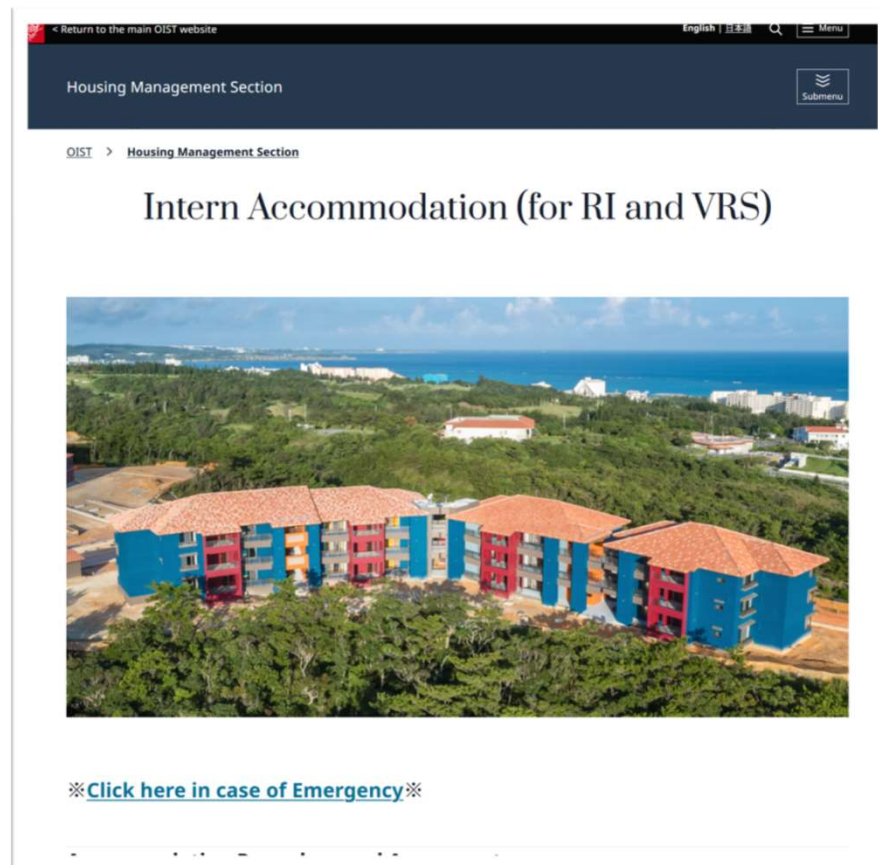 < Return to the main OIST website
English | 日本語
Menu
Housing Management Section
Submenu
OIST > Housing Management Section
Intern Accommodation (for RI and VRS)
※Click here in case of Emergency※